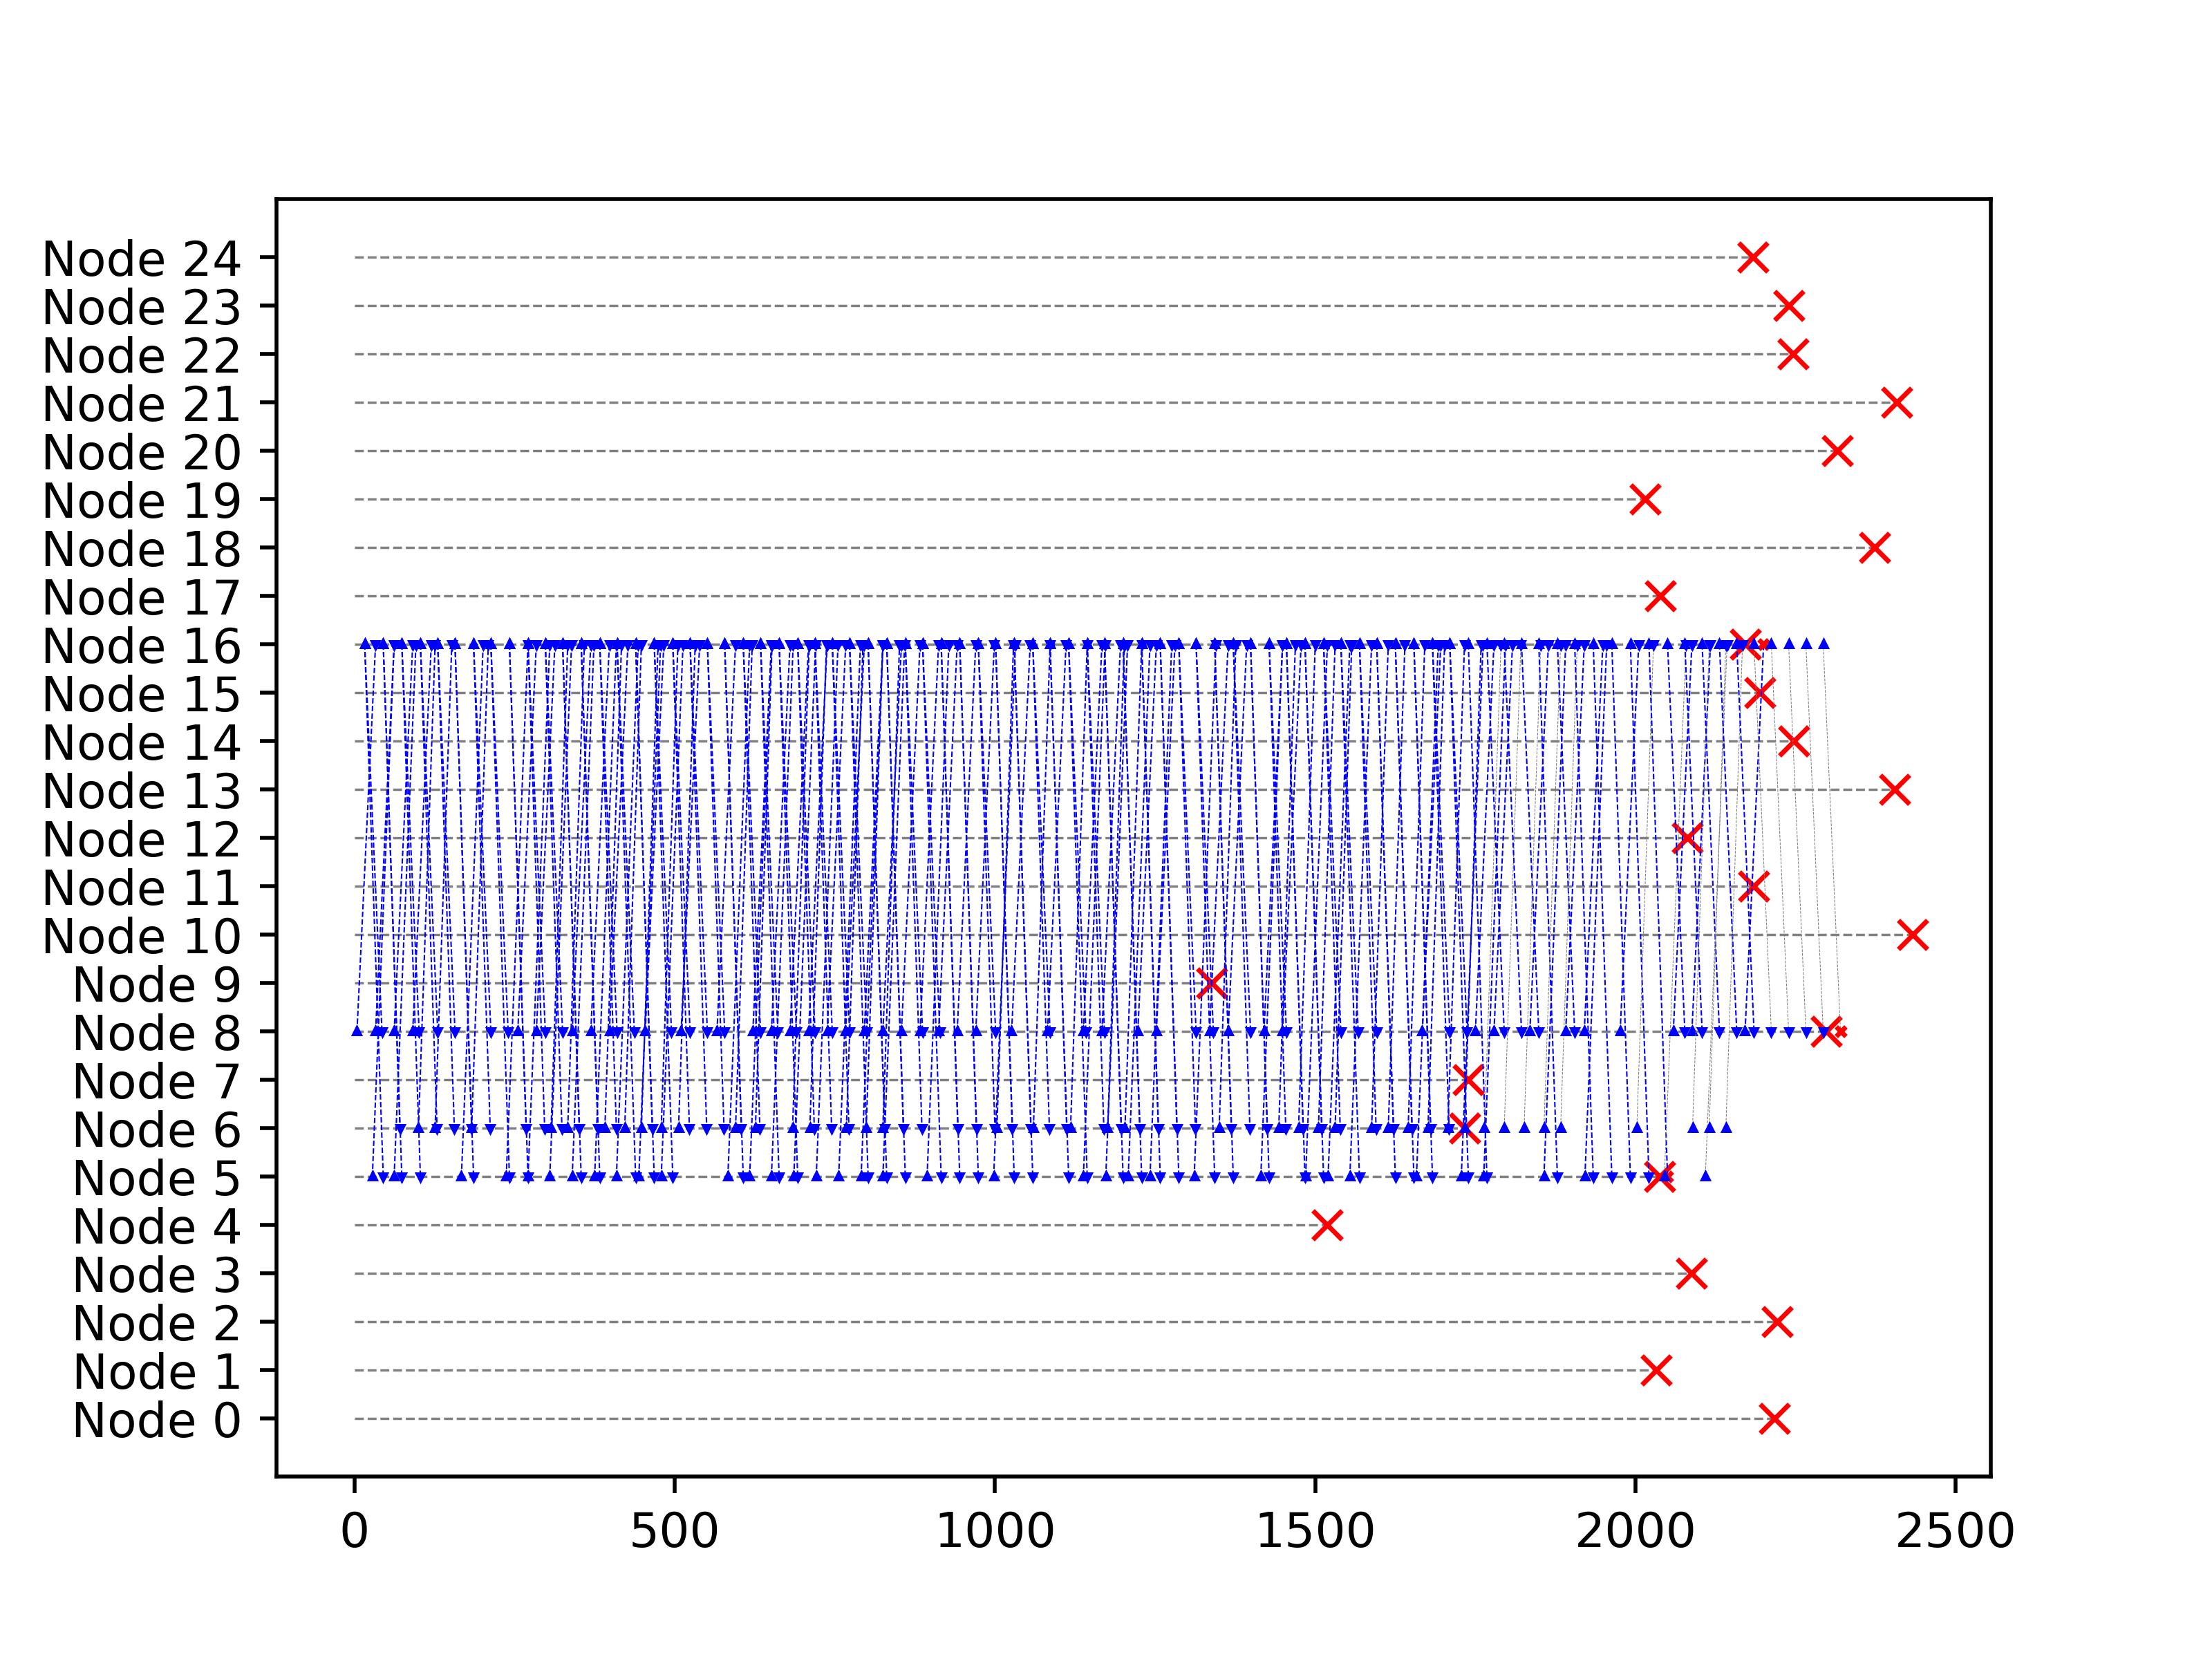 Node 24
Node 23
Node 22
Node 21
Node 20
Node 19
Node 18
Node 17
Node 16
Node 15
Node 14
Node 13
Node 12
Node 11
Node 10
Node 9
Node 8
Node 7
Node 6
Node 5
Node 4
Node 3
Node 2
Node 1
Node 0
0 500 1000 1500 2000 2500